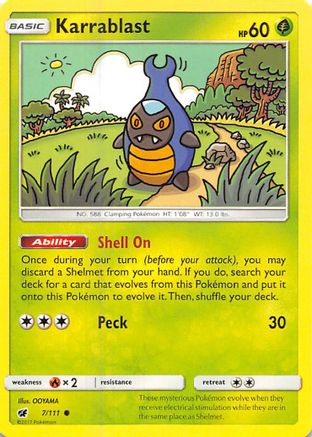 BASIC Karrablast HP60
NO. 588 Clamping Pokémon HT: 1'08" WT: 13.0 lbs.
Ability Shell On
Once during your turn (before your attack), you may
discard a Shelmet from your hand. If you do, search your
deck for a card that evolves from this Pokémon and put it
onto this Pokémon to evolve it. Then, shuffle your deck.
Peck 30
weakness × 2 resistance retreat
Illus. OOYAMA
7/111
©2017 Pokémon
These mysterious Pokémon evolve when they
receive electrical stimulation while they are in
the same place as Shelmet.